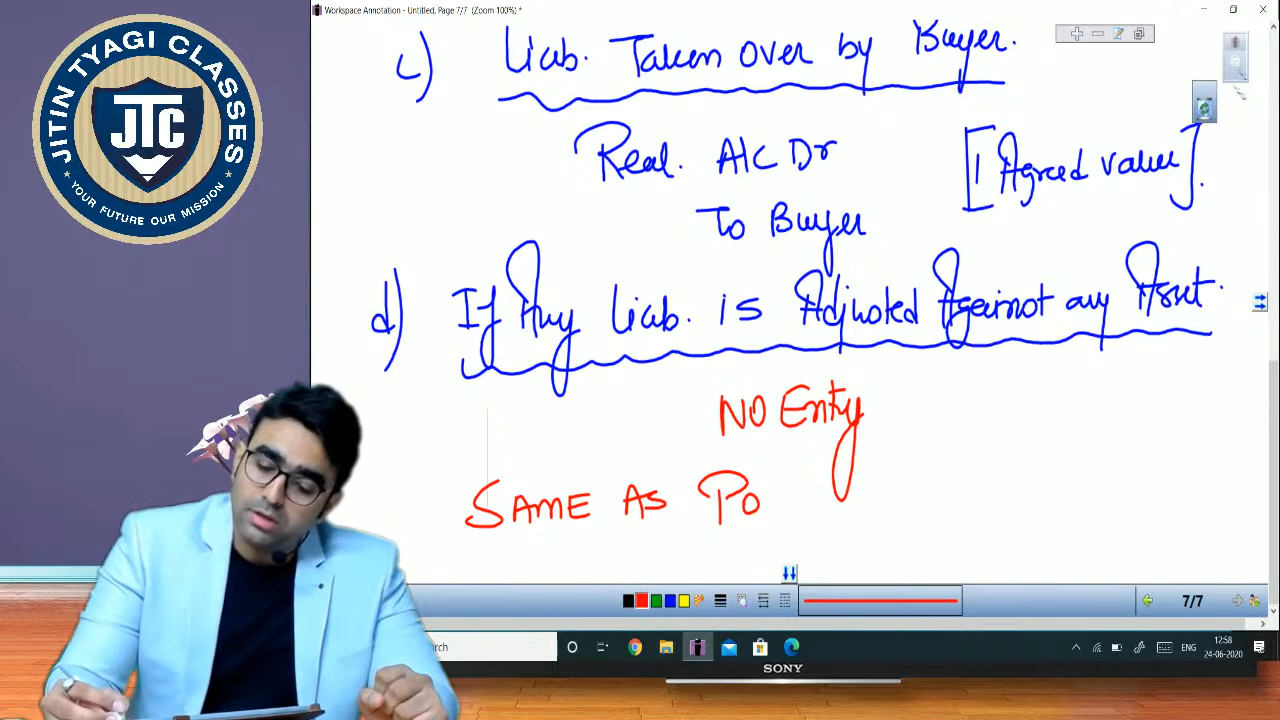 Workspace Annotation - Untitled, Page 7/7 (Zoom 100%) *
JITIN TYAGI CLASSES
JTC
YOUR FUTURE OUR MISSION
c) Liab. Taken Over by Buyer.
Real. A/C Dr [Agreed value].
To Buyer
d) If Any Liab. is Adjusted Against any Asset.
NO Entry
SAME AS Po
7/7
rch
ENG
12:58
24-06-2020
SONY